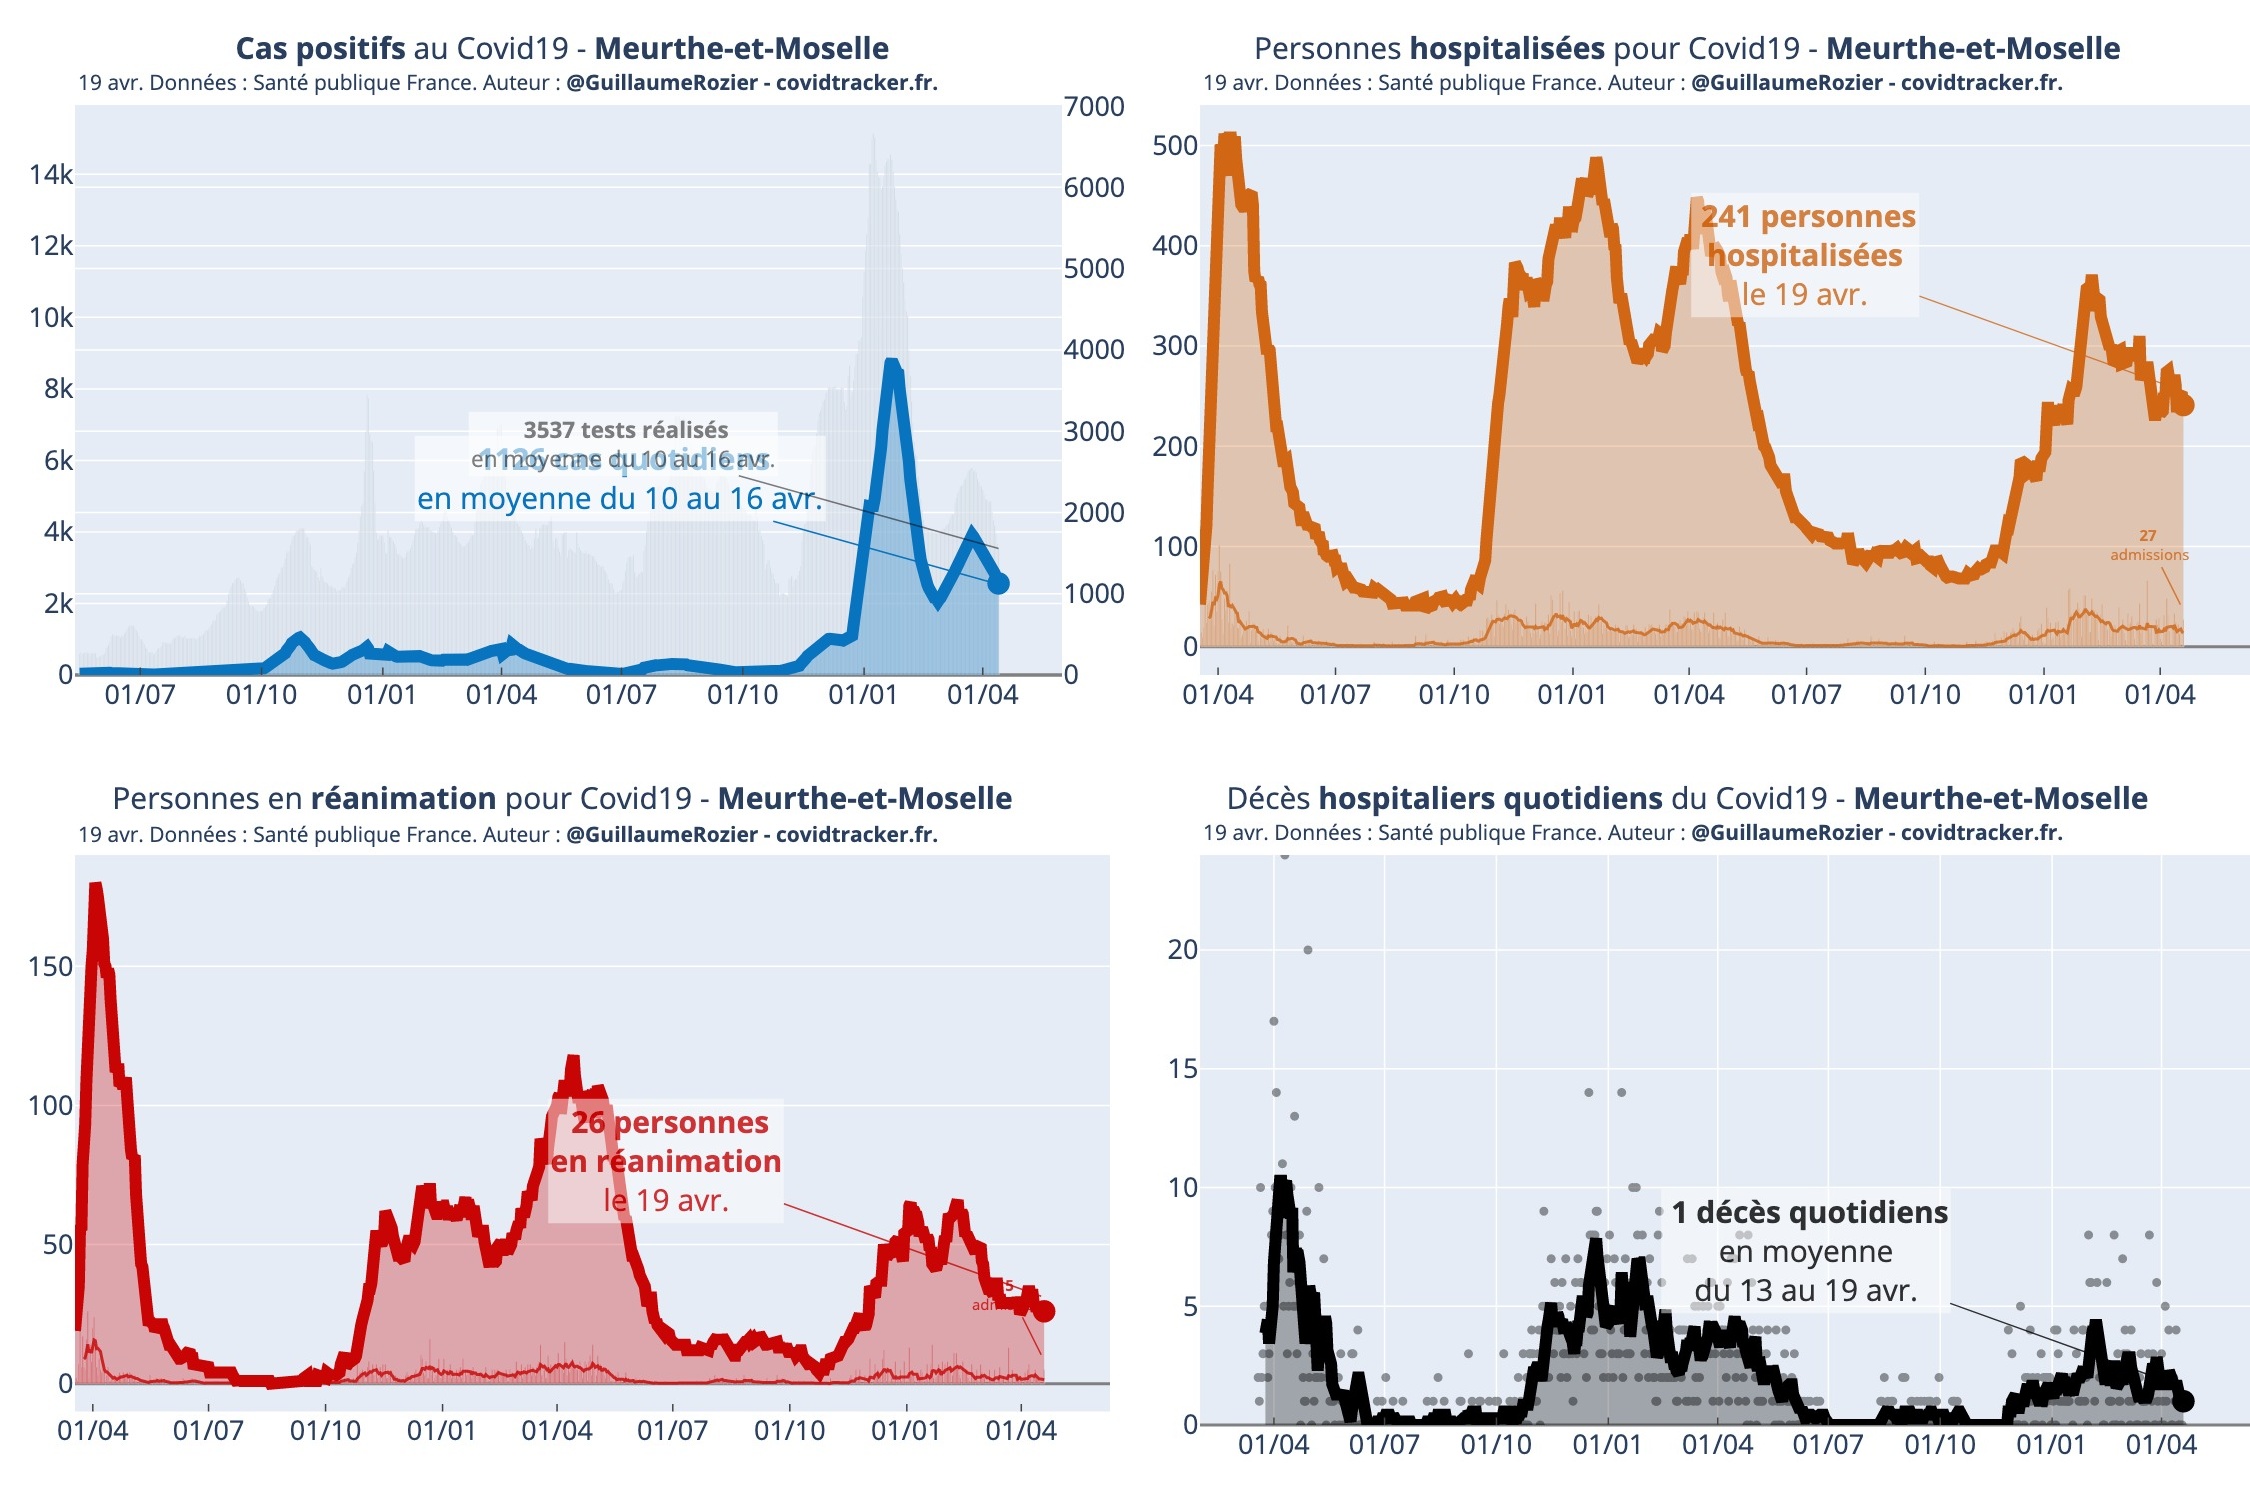 Cas positifs au Covid19 - Meurthe-et-Moselle
19 avr. Données : Santé publique France. Auteur : @GuillaumeRozier - covidtracker.fr.
7000
14k
6000
12k
5000
10k
4000
8k
3000
6k
2000
4k
1000
2k
0
0
3537 tests réalisés
en moyenne du 10 au 16 avr.
1126 cas quotidiens
en moyenne du 10 au 16 avr.
01/07 01/10 01/01 01/04 01/07 01/10 01/01 01/04
Personnes hospitalisées pour Covid19 - Meurthe-et-Moselle
19 avr. Données : Santé publique France. Auteur : @GuillaumeRozier - covidtracker.fr.
500
400
300
200
100
0
241 personnes
hospitalisées
le 19 avr.
27
admissions
01/04 01/07 01/10 01/01 01/04 01/07 01/10 01/01 01/04
Personnes en réanimation pour Covid19 - Meurthe-et-Moselle
19 avr. Données : Santé publique France. Auteur : @GuillaumeRozier - covidtracker.fr.
150
100
50
0
26 personnes
en réanimation
le 19 avr.
5
01/04 01/07 01/10 01/01 01/04 01/07 01/10 01/01 01/04
Décès hospitaliers quotidiens du Covid19 - Meurthe-et-Moselle
19 avr. Données : Santé publique France. Auteur : @GuillaumeRozier - covidtracker.fr.
20
15
10
5
0
1 décès quotidiens
en moyenne
du 13 au 19 avr.
01/04 01/07 01/10 01/01 01/04 01/07 01/10 01/01 01/04